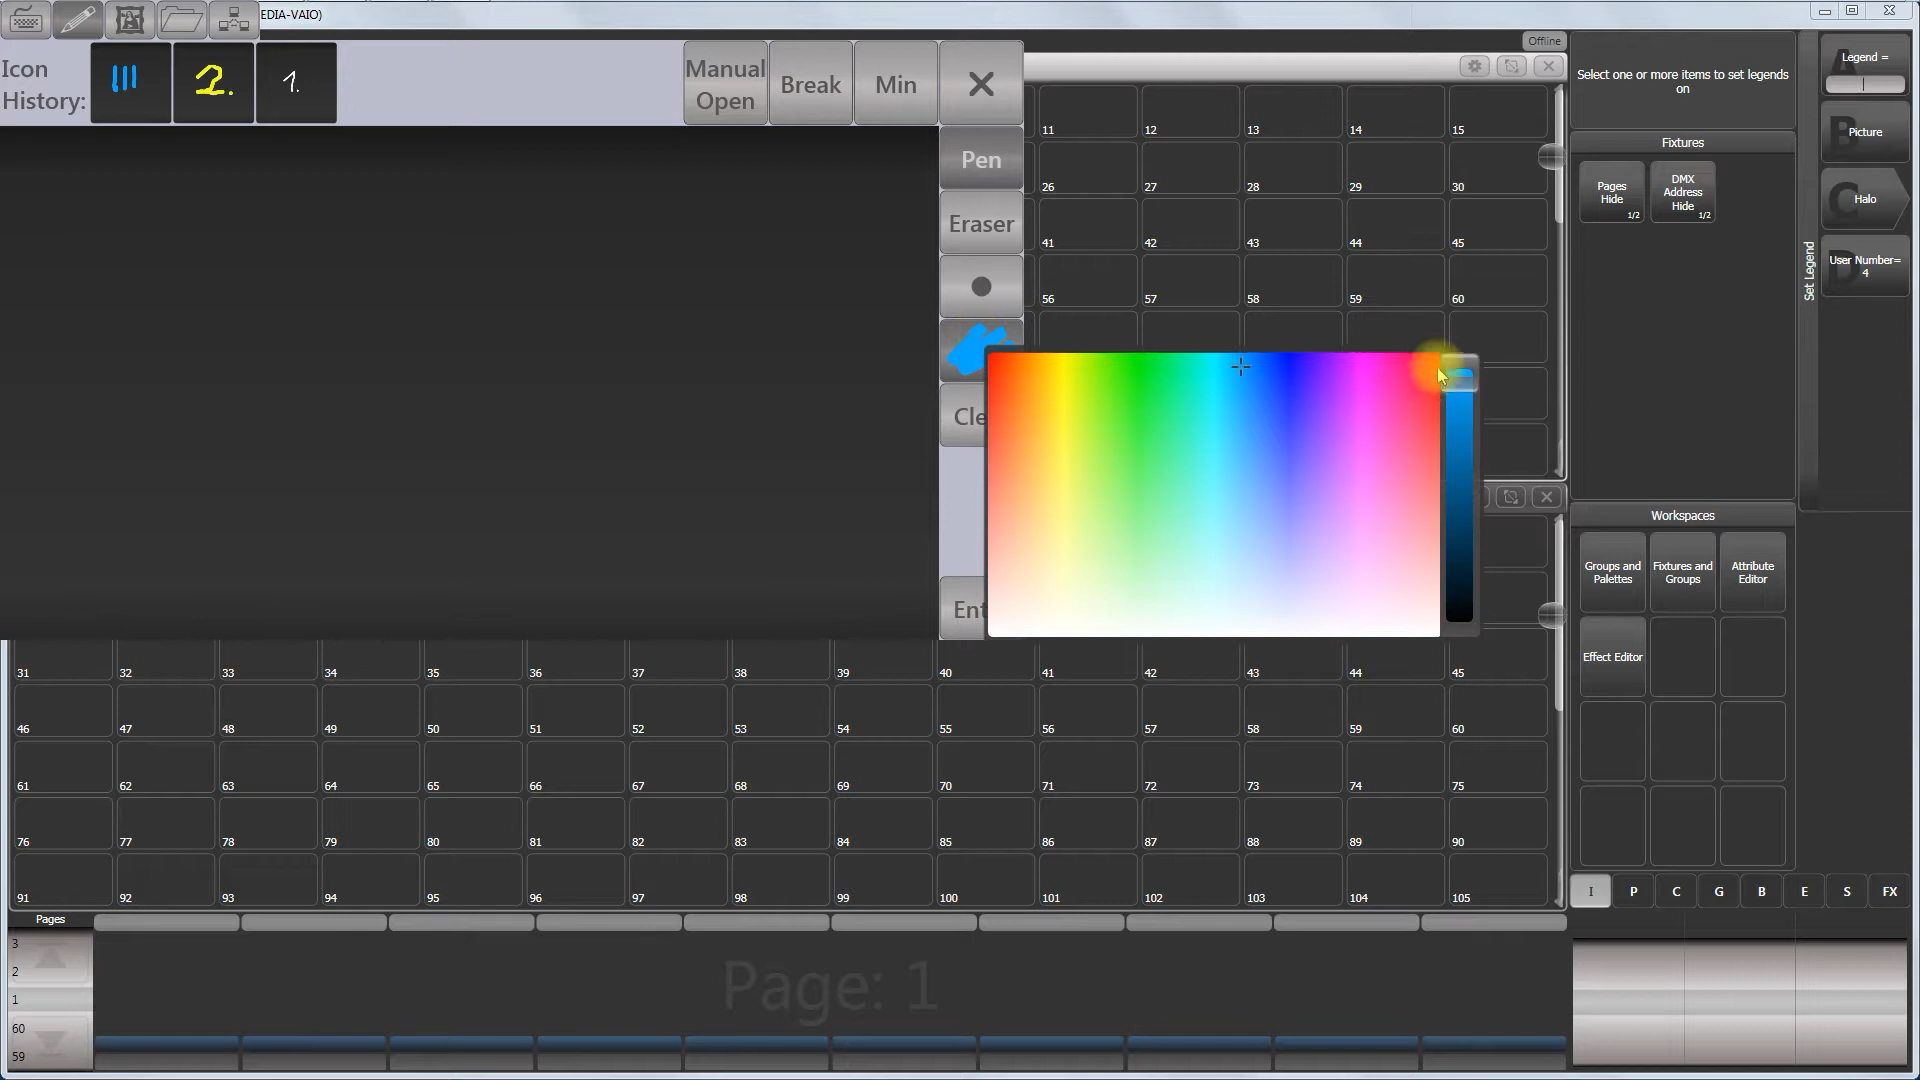 EDIA-VAIO)
Icon
History:
III
2.
1.
Manual
Open
Break
Min
Pen
Eraser
Cle
Ent
Offline
11 12 13 14 15
26 27 28 29 30
41 42 43 44 45
56 57 58 59 60
31 32 33 34 35 36 37 38 39 40 41 42 43 44 45
46 47 48 49 50 51 52 53 54 55 56 57 58 59 60
61 62 63 64 65 66 67 68 69 70 71 72 73 74 75
76 77 78 79 80 81 82 83 84 85 86 87 88 89 90
91 92 93 94 95 96 97 98 99 100 101 102 103 104 105
Select one or more items to set legends
on
Fixtures
Pages
Hide
1/2
DMX
Address
Hide
1/2
Set Legend
A
Legend =
B
Picture
C
Halo
D
User Number=
4
Workspaces
Groups and
Palettes
Fixtures and
Groups
Attribute
Editor
Effect Editor
I P C G B E S FX
Pages
3
2
1
60
59
Page: 1